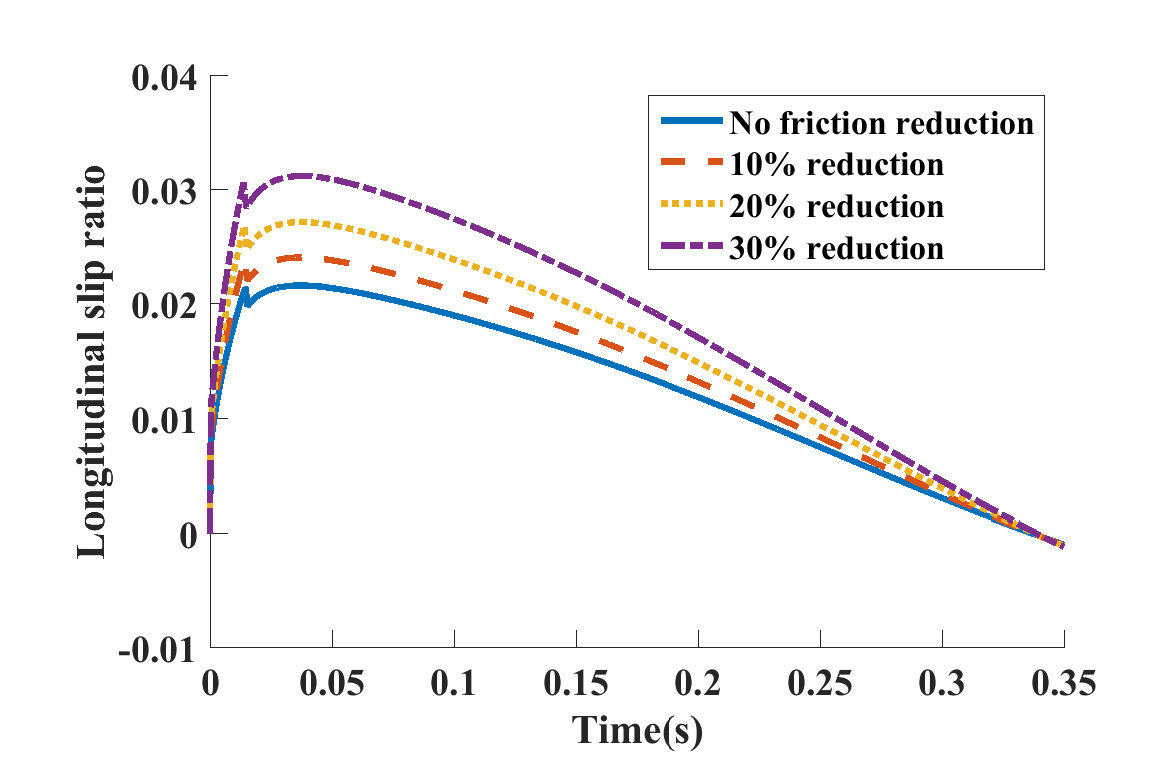 0.04
0.03
0.02
0.01
0
-0.01
Longitudinal slip ratio
No friction reduction
10% reduction
20% reduction
30% reduction
0 0.05 0.1 0.15 0.2 0.25 0.3 0.35
Time(s)